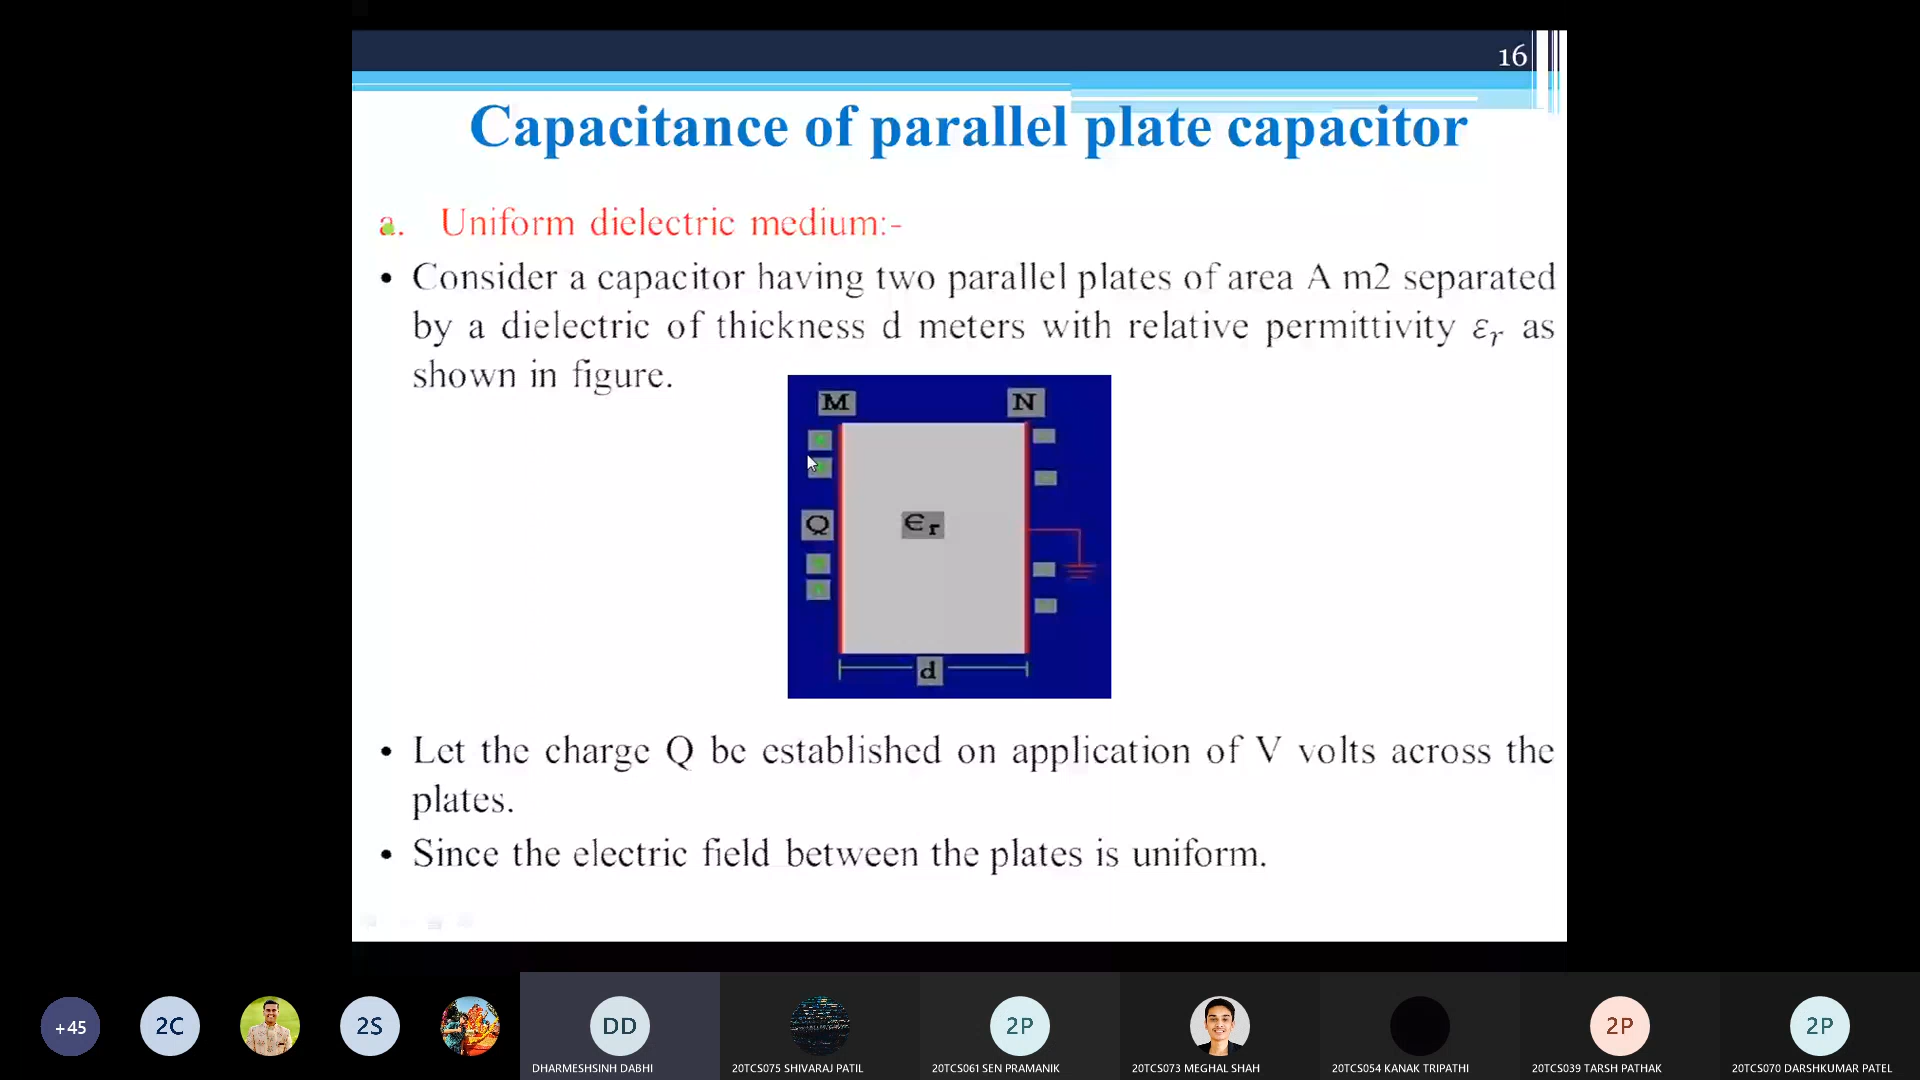 16
Capacitance of parallel plate capacitor
a. Uniform dielectric medium:-
• Consider a capacitor having two parallel plates of area A m2 separated
by a dielectric of thickness d meters with relative permittivity εr as
shown in figure.
M N
Q ∈r
d
• Let the charge Q be established on application of V volts across the
plates.
• Since the electric field between the plates is uniform.
+45 2C 2S DD 2P 2P 2P
DHARMESHSINH DABHI 20TCS075 SHIVARAJ PATIL 20TCS061 SEN PRAMANIK 20TCS073 MEGHAL SHAH 20TCS054 KANAK TRIPATHI 20TCS039 TARSH PATHAK 20TCS070 DARSHKUMAR PATEL